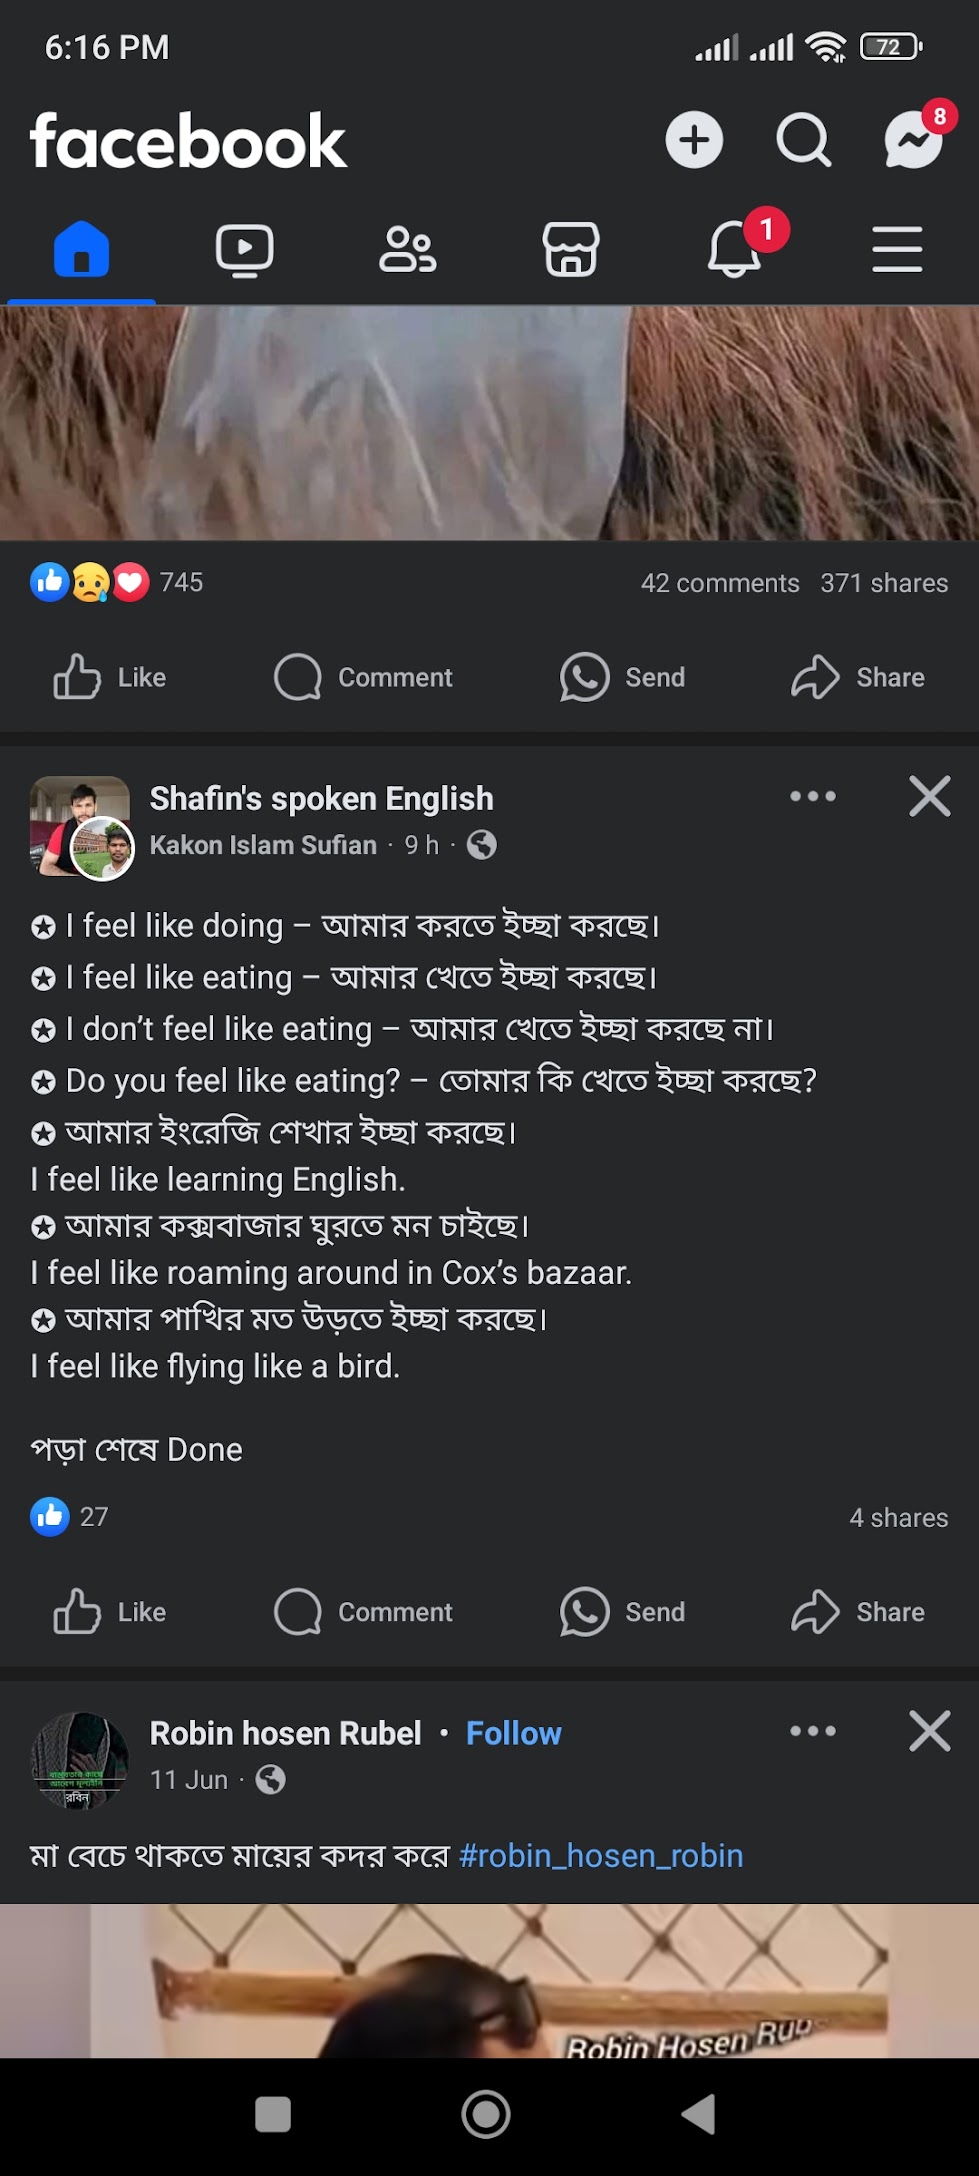 6:16 PM
72
facebook
8
1
745
42 comments 371 shares
Like Comment Send Share
Shafin's spoken English
Kakon Islam Sufian · 9 h ·
✪ I feel like doing – আমার করতে ইচ্ছা করছে।
✪ I feel like eating – আমার খেতে ইচ্ছা করছে।
✪ I don’t feel like eating – আমার খেতে ইচ্ছা করছে না।
✪ Do you feel like eating? – তোমার কি খেতে ইচ্ছা করছে?
✪ আমার ইংরেজি শেখার ইচ্ছা করছে।
I feel like learning English.
✪ আমার কক্সবাজার ঘুরতে মন চাইছে।
I feel like roaming around in Cox’s bazaar.
✪ আমার পাখির মত উড়তে ইচ্ছা করছে।
I feel like flying like a bird.
পড়া শেষে Done
27
4 shares
Like Comment Send Share
Robin hosen Rubel • Follow
11 Jun ·
রবিন
মা বেচে থাকতে মায়ের কদর করে #robin_hosen_robin
Robin Hosen